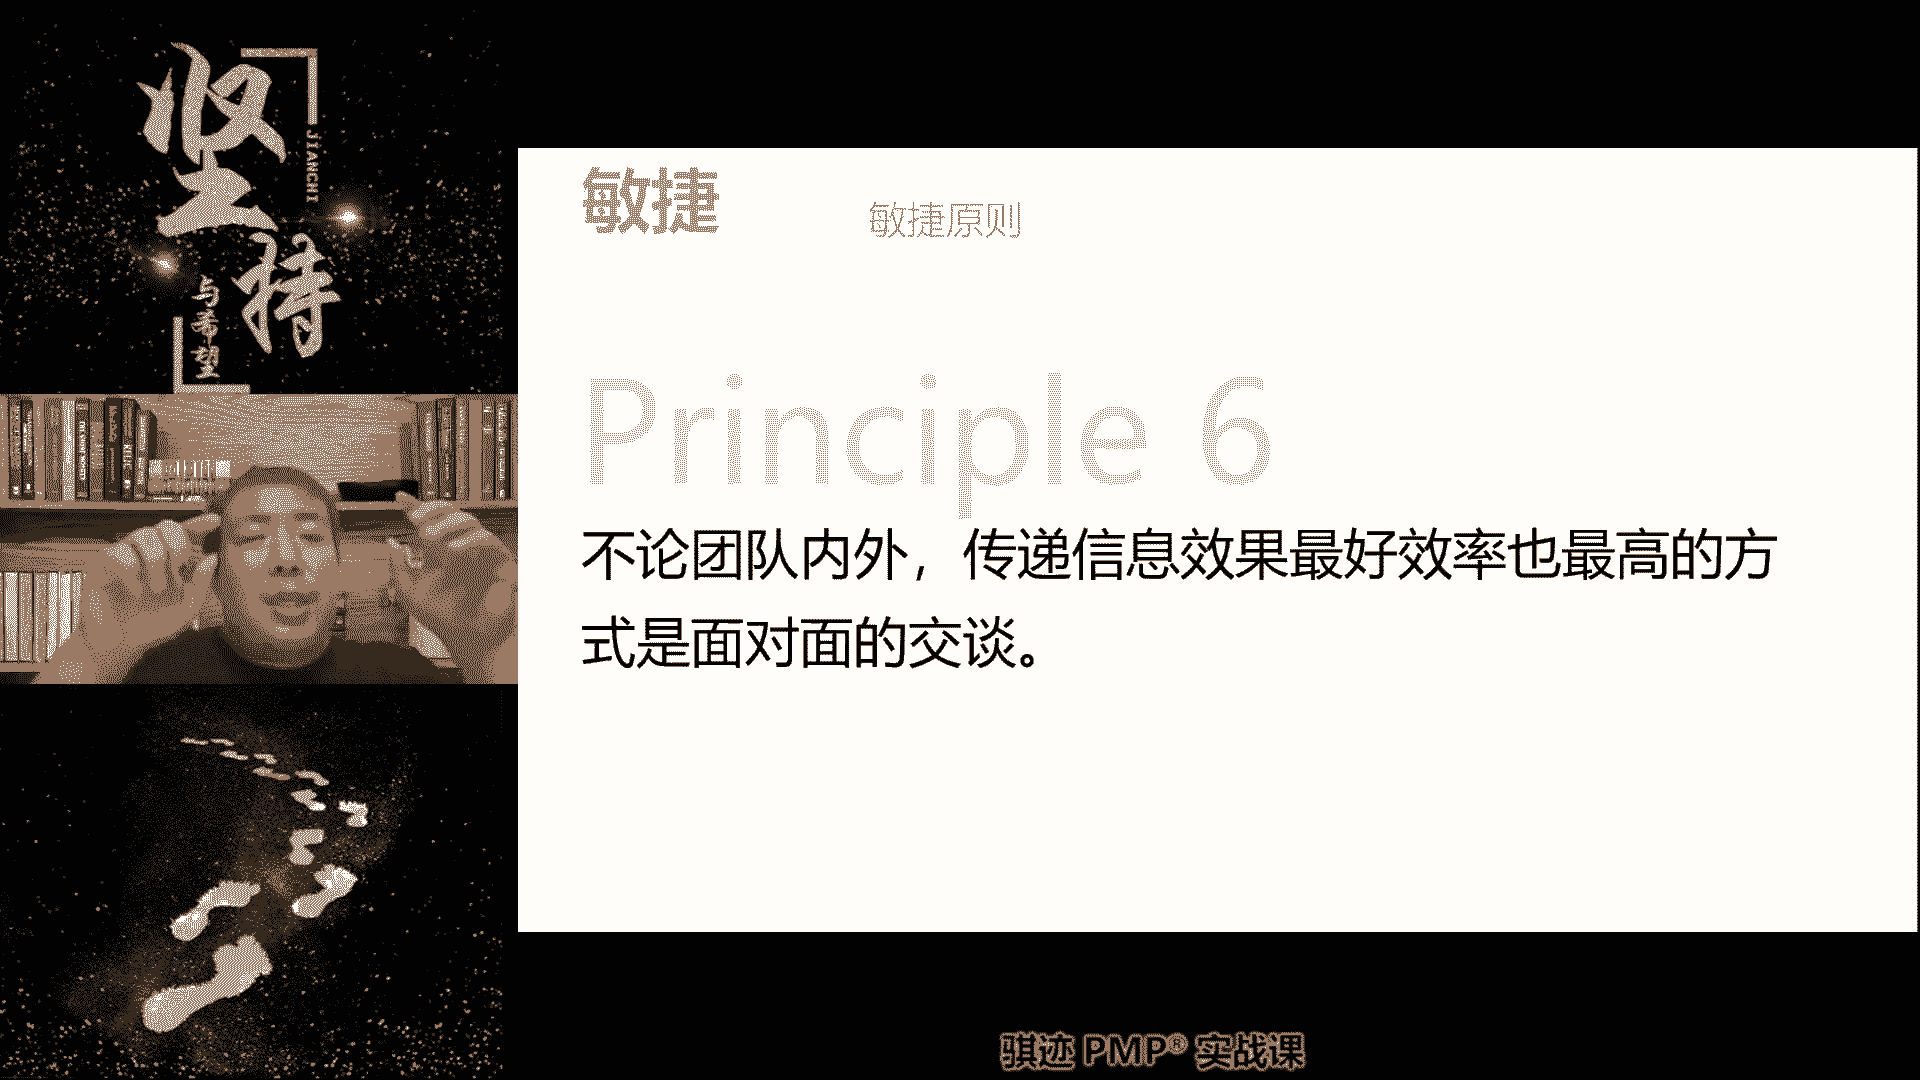 坚持
JIANCHI
与希望
敏捷
敏捷原则
Principle 6
不论团队内外，传递信息效果最好效率也最高的方
式是面对面的交谈。
骐迹 PMP® 实战课